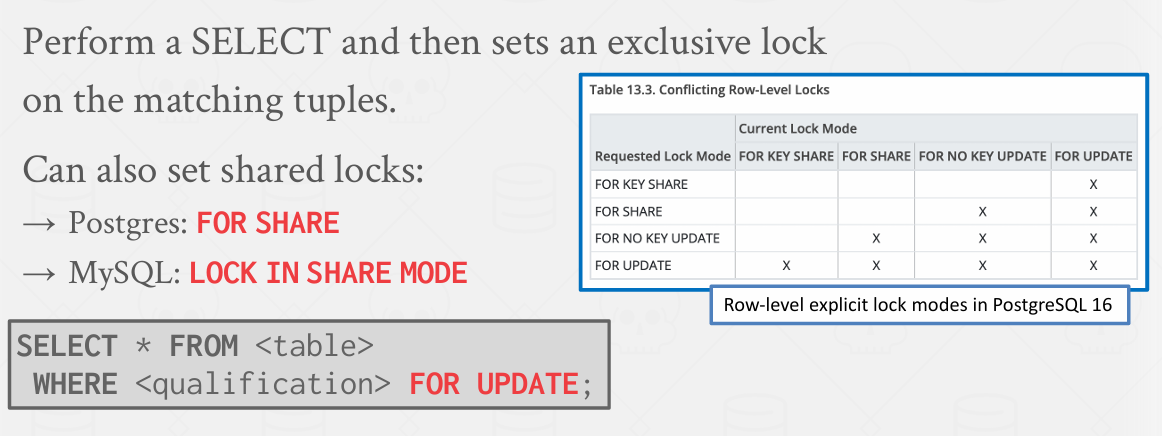 Perform a SELECT and then sets an exclusive lock
on the matching tuples.
Can also set shared locks:
→ Postgres: FOR SHARE
→ MySQL: LOCK IN SHARE MODE
SELECT * FROM <table>
WHERE <qualification> FOR UPDATE;
Table 13.3. Conflicting Row-Level Locks
Current Lock Mode
Requested Lock Mode FOR KEY SHARE FOR SHARE FOR NO KEY UPDATE FOR UPDATE
FOR KEY SHARE X
FOR SHARE X X
FOR NO KEY UPDATE X X X
FOR UPDATE X X X X
Row-level explicit lock modes in PostgreSQL 16